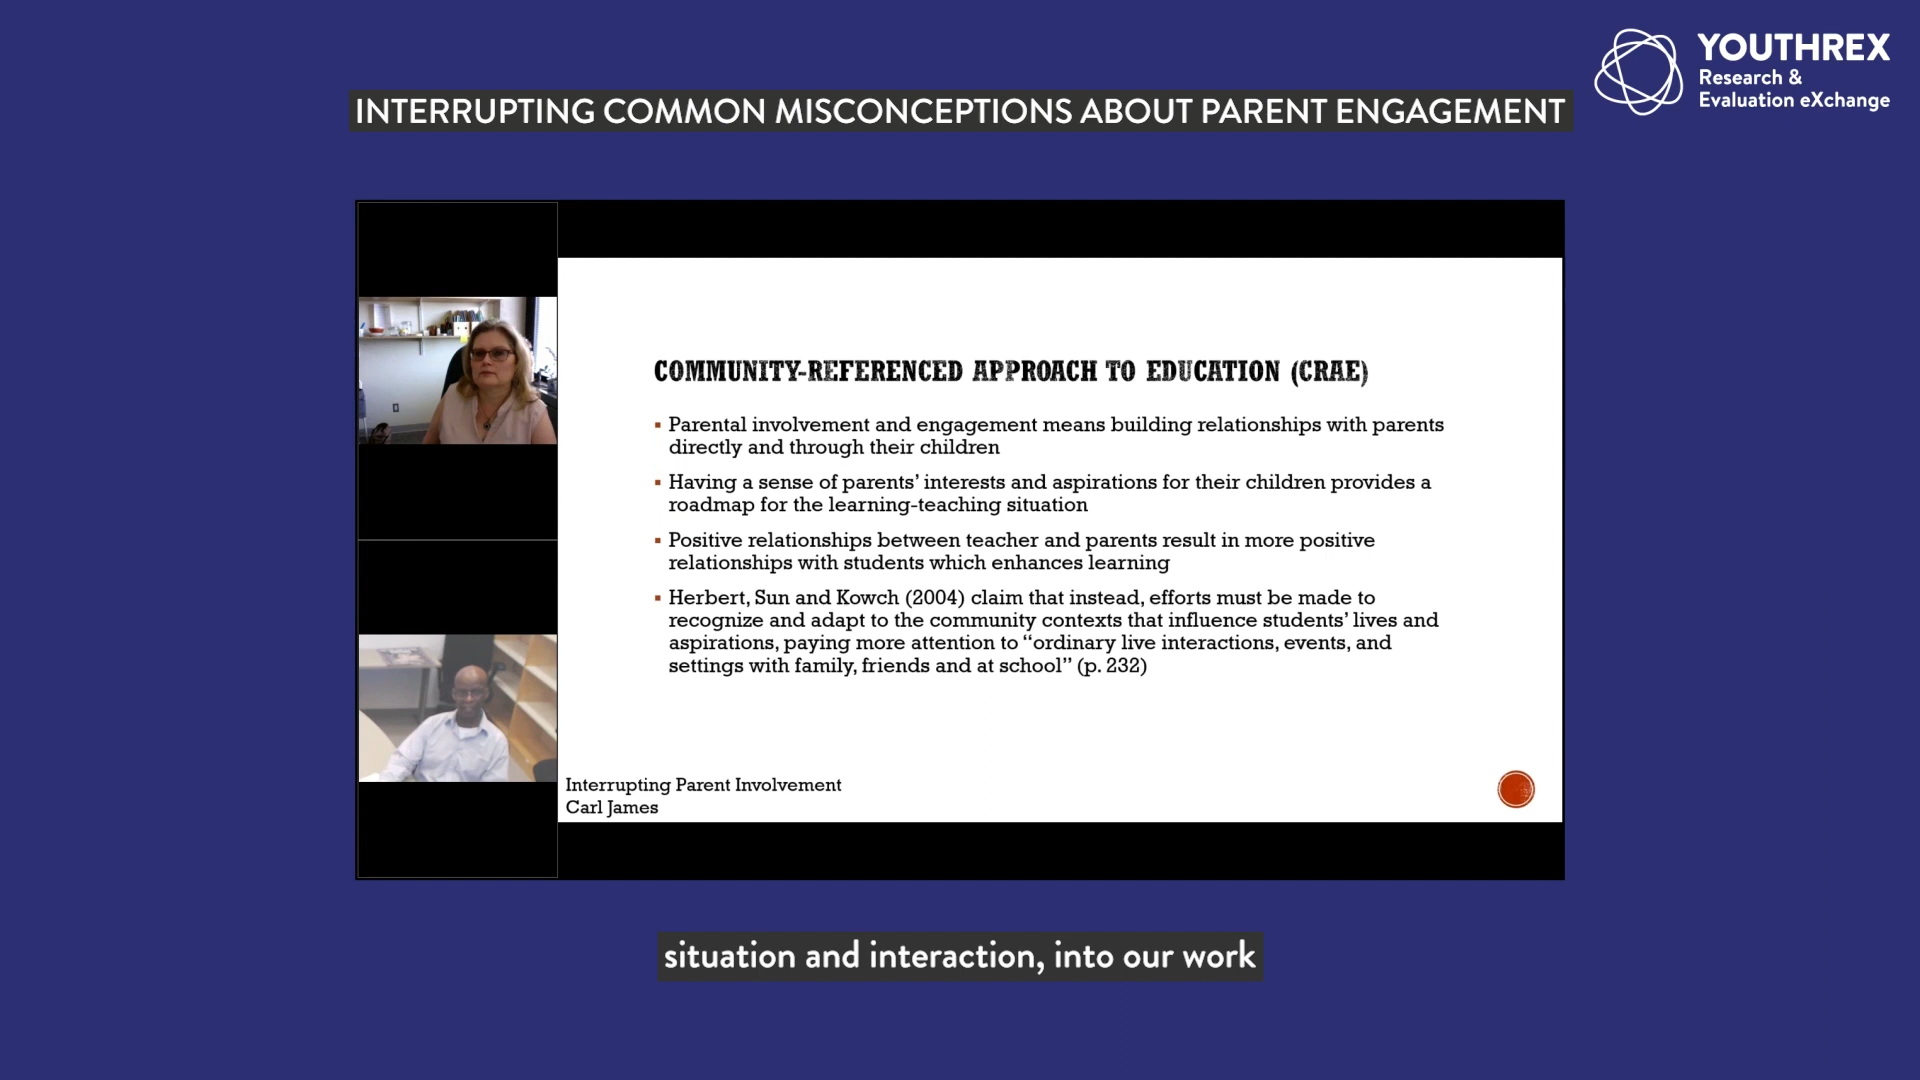 YOUTHREX
Research &
Evaluation eXchange
INTERRUPTING COMMON MISCONCEPTIONS ABOUT PARENT ENGAGEMENT
COMMUNITY-REFERENCED APPROACH TO EDUCATION (CRAE)
▪ Parental involvement and engagement means building relationships with parents
directly and through their children
▪ Having a sense of parents’ interests and aspirations for their children provides a
roadmap for the learning-teaching situation
▪ Positive relationships between teacher and parents result in more positive
relationships with students which enhances learning
▪ Herbert, Sun and Kowch (2004) claim that instead, efforts must be made to
recognize and adapt to the community contexts that influence students’ lives and
aspirations, paying more attention to “ordinary live interactions, events, and
settings with family, friends and at school” (p. 232)
Interrupting Parent Involvement
Carl James
situation and interaction, into our work